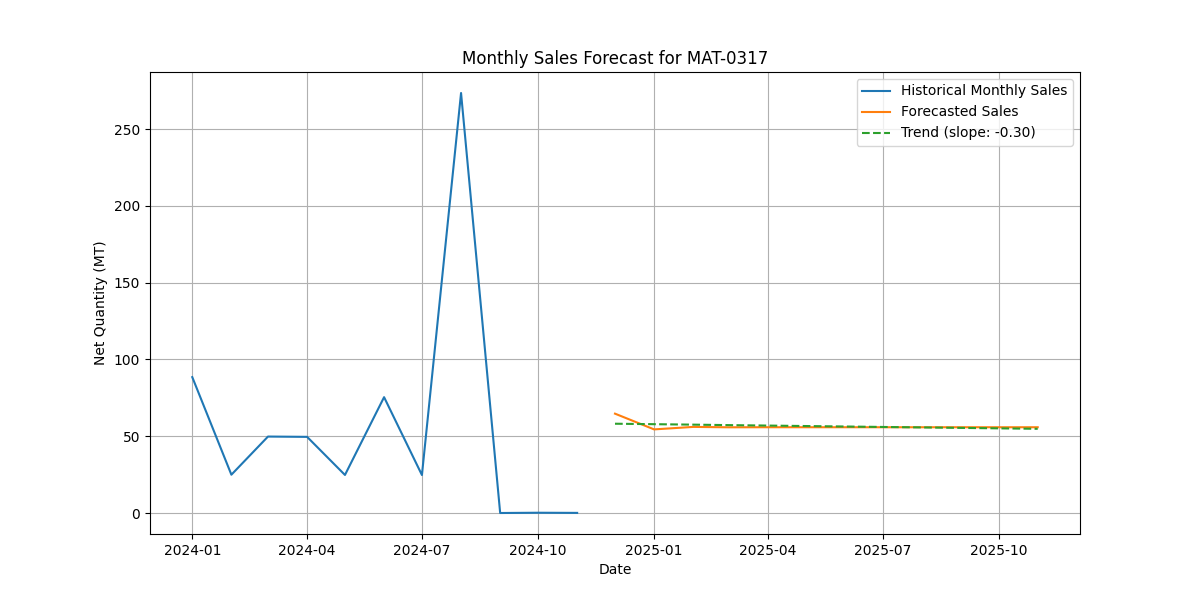 Monthly Sales Forecast for MAT-0317
Historical Monthly Sales
Forecasted Sales
Trend (slope: -0.30)
Net Quantity (MT)
250
200
150
100
50
0
2024-01 2024-04 2024-07 2024-10 2025-01 2025-04 2025-07 2025-10
Date